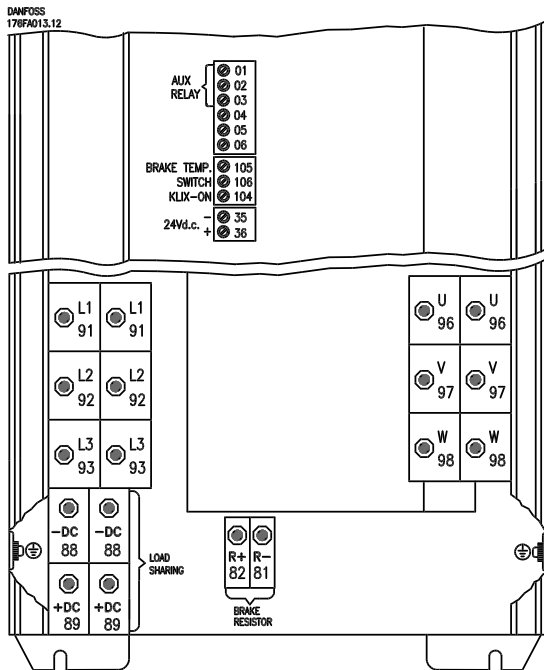 DANFOSS
176FA013.12
AUX
RELAY
01
02
03
04
05
06
BRAKE TEMP. 105
SWITCH 106
KLIX-ON 104
24Vd.c.
- 35
+ 36
L1 L1
91 91
L2 L2
92 92
L3 L3
93 93
-DC -DC
88 88
+DC +DC
89 89
LOAD
SHARING
R+ R-
82 81
BRAKE
RESISTOR
U U
96 96
V V
97 97
W W
98 98